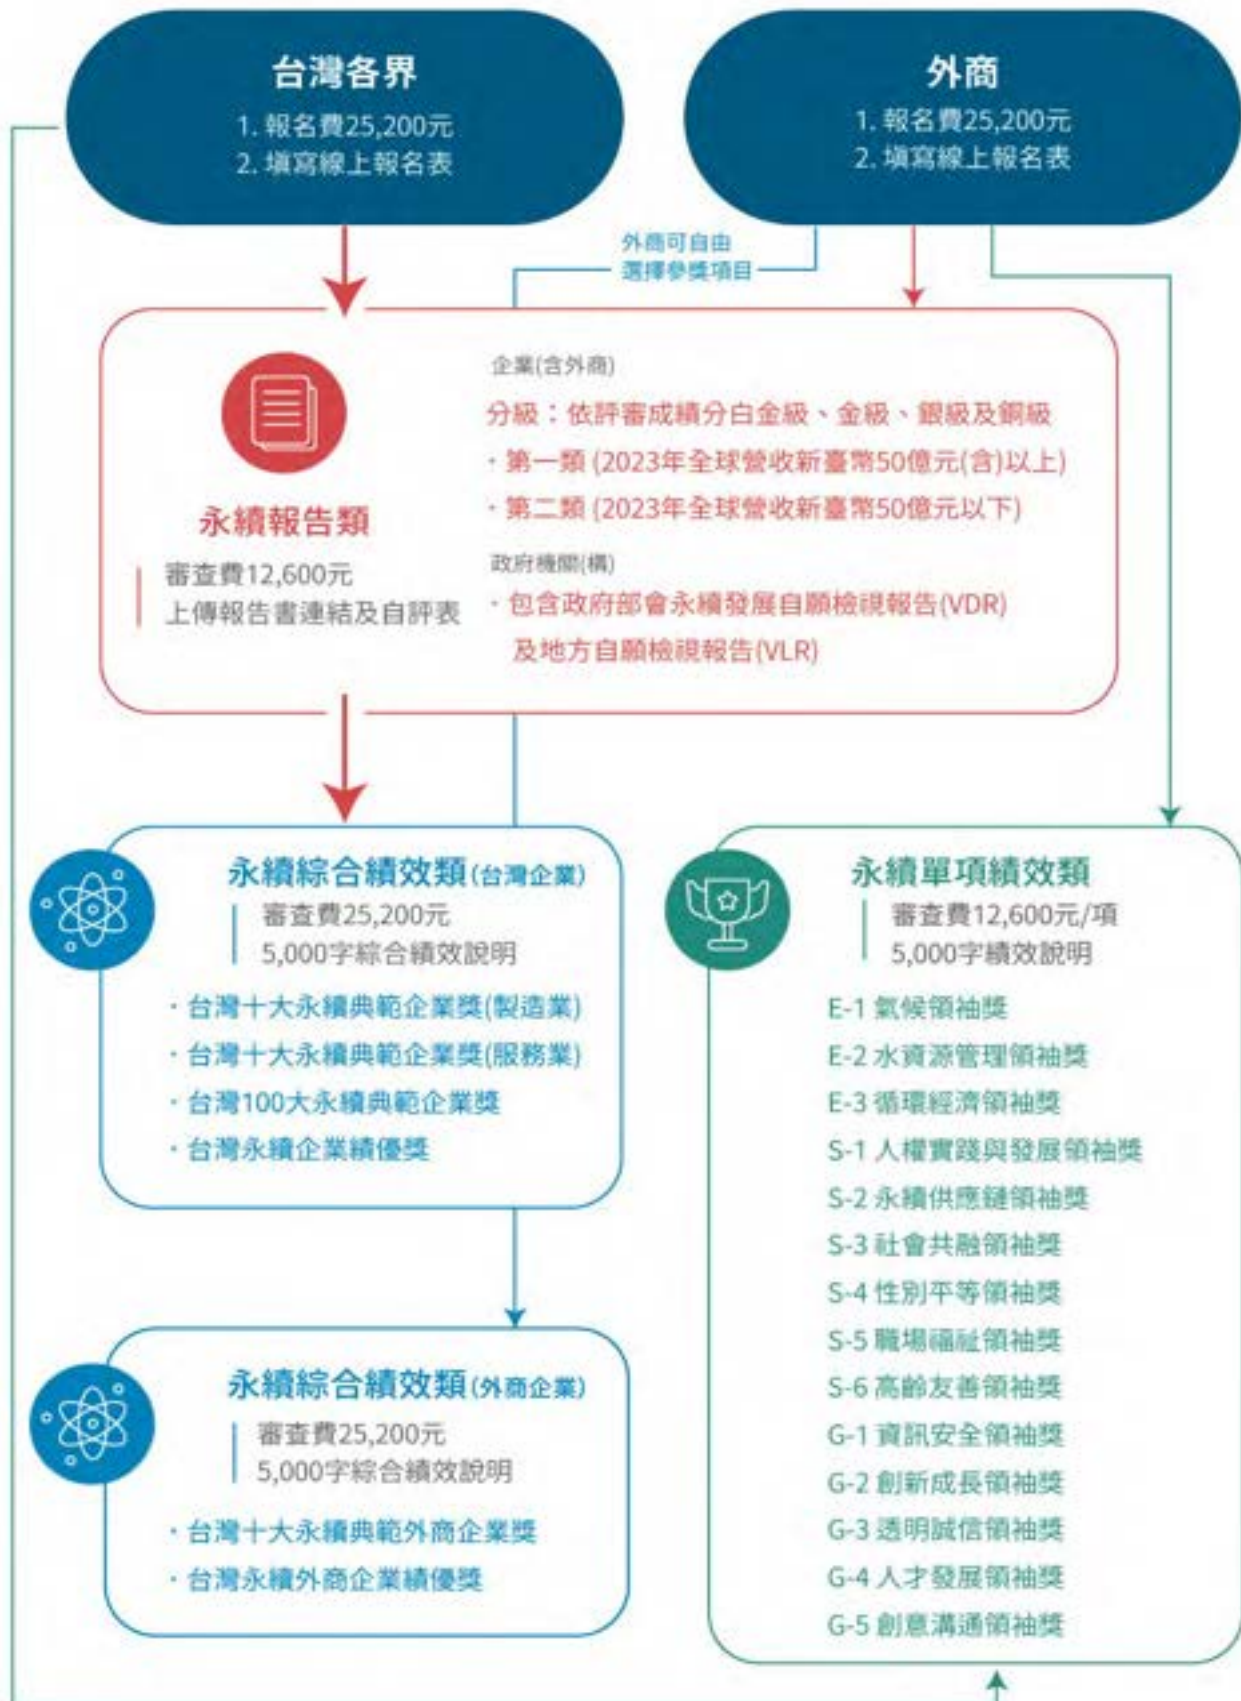 台灣各界
1. 報名費25,200元
2. 填寫線上報名表
外商
1. 報名費25,200元
2. 填寫線上報名表
外商可自由
選擇參獎項目
永續報告類
審查費12,600元
上傳報告書連結及自評表
企業(含外商)
分級：依評審成績分白金級、金級、銀級及銅級
· 第一類 (2023年全球營收新臺幣50億元(含)以上)
· 第二類 (2023年全球營收新臺幣50億元以下)
政府機關(構)
· 包含政府部會永續發展自願檢視報告(VDR)
及地方自願檢視報告(VLR)
永續綜合績效類(台灣企業)
審查費25,200元
5,000字綜合績效說明
· 台灣十大永續典範企業獎(製造業)
· 台灣十大永續典範企業獎(服務業)
· 台灣100大永續典範企業獎
· 台灣永續企業績優獎
永續綜合績效類(外商企業)
審查費25,200元
5,000字綜合績效說明
· 台灣十大永續典範外商企業獎
· 台灣永續外商企業績優獎
永續單項績效類
審查費12,600元/項
5,000字績效說明
E-1 氣候領袖獎
E-2 水資源管理領袖獎
E-3 循環經濟領袖獎
S-1 人權實踐與發展領袖獎
S-2 永續供應鏈領袖獎
S-3 社會共融領袖獎
S-4 性別平等領袖獎
S-5 職場福祉領袖獎
S-6 高齡友善領袖獎
G-1 資訊安全領袖獎
G-2 創新成長領袖獎
G-3 透明誠信領袖獎
G-4 人才發展領袖獎
G-5 創意溝通領袖獎